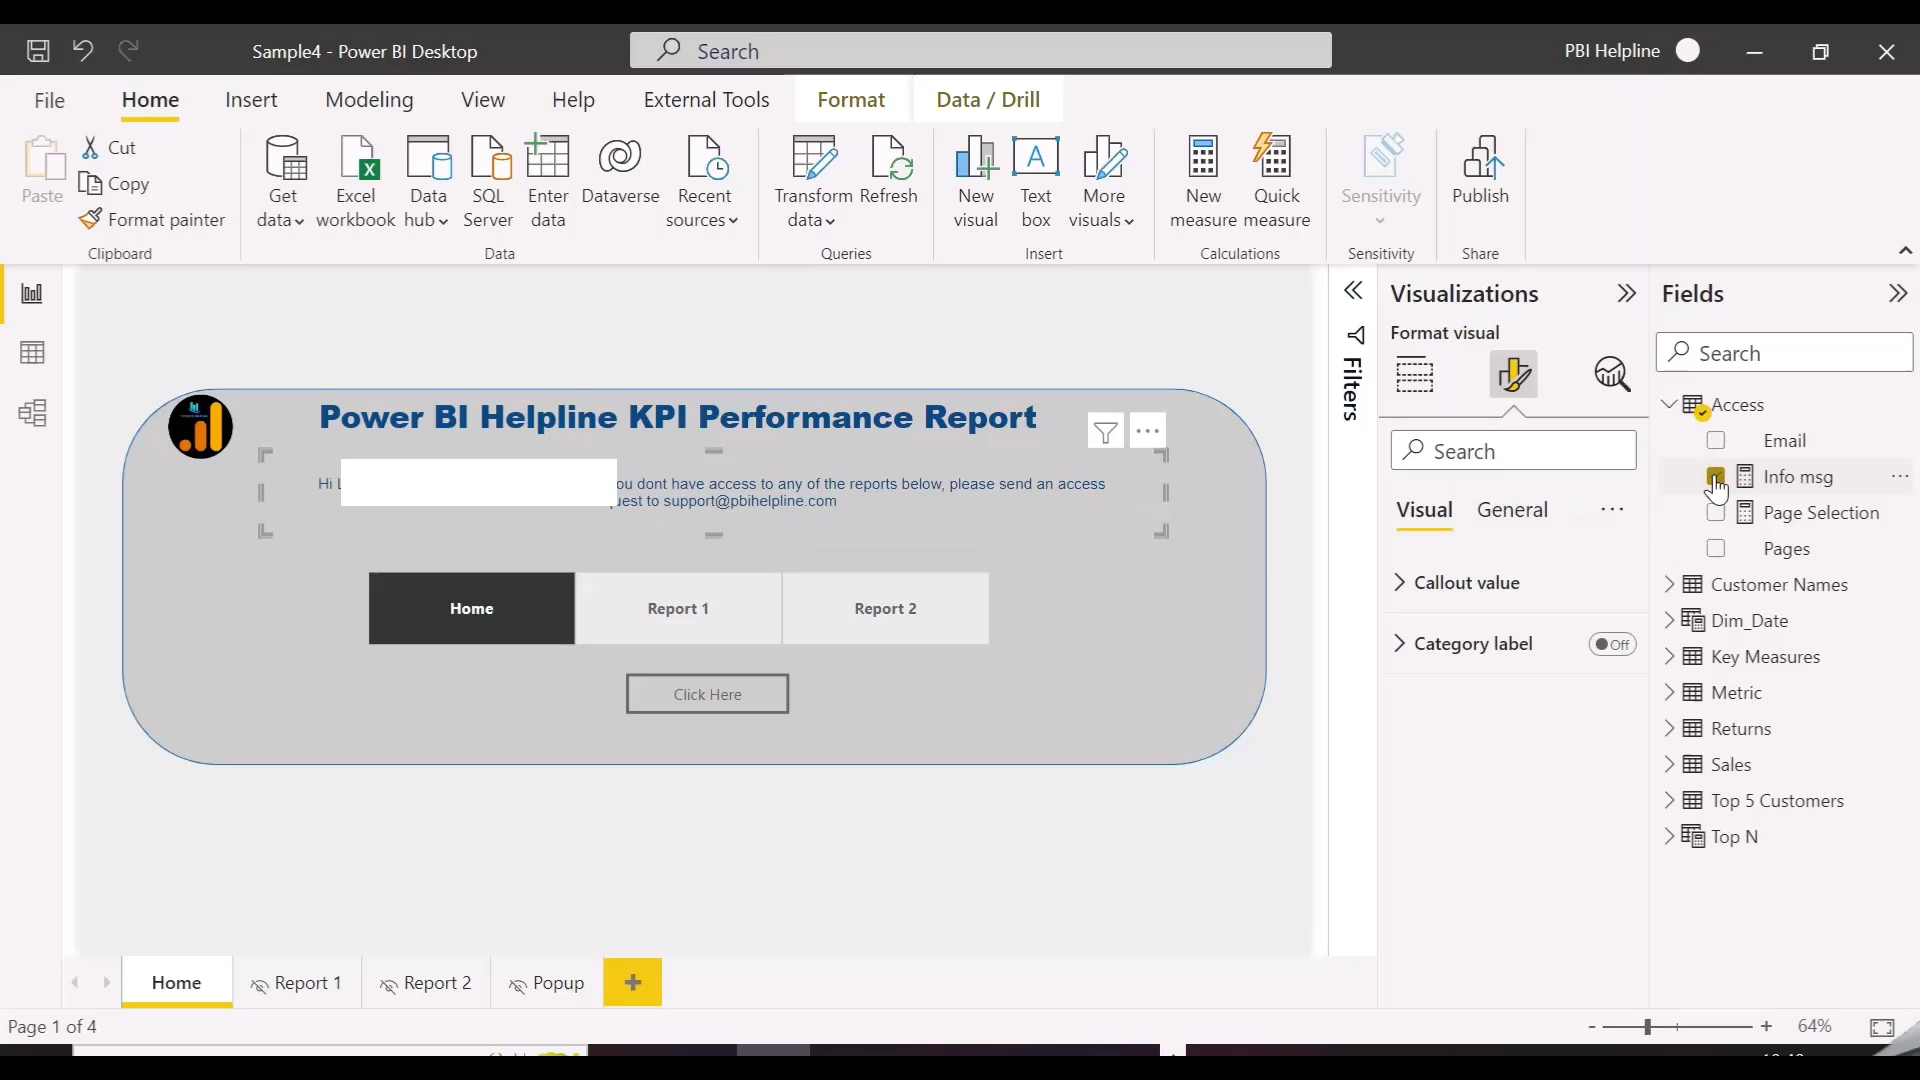 Sample4 - Power BI Desktop
Search
PBI Helpline
File
Home
Insert
Modeling
View
Help
External Tools
Format
Data / Drill
Paste
Cut
Copy
Format painter
Clipboard
Get data
Excel workbook
Data hub
SQL Server
Enter data
Dataverse
Recent sources
Data
Transform data
Refresh
Queries
New visual
Text box
More visuals
Insert
New measure
Quick measure
Calculations
Sensitivity
Sensitivity
Publish
Share
Power BI Helpline KPI Performance Report
Hi
dont have access to any of the reports below, please send an access
to support@pbihelpline.com
Home
Report 1
Report 2
Click Here
Filters
Visualizations
Format visual
Search
Visual
General
Callout value
Category label
Off
Fields
Search
Access
Email
Info msg
Page Selection
Pages
Customer Names
Dim_Date
Key Measures
Metric
Returns
Sales
Top 5 Customers
Top N
Home
Report 1
Report 2
Popup
Page 1 of 4
64%